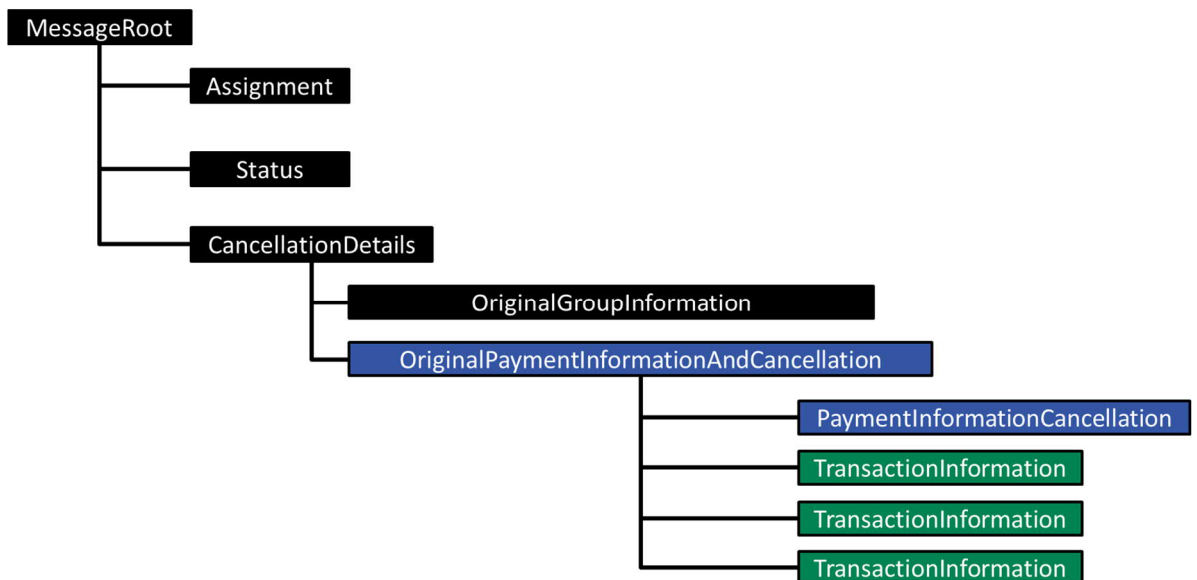 MessageRoot
Assignment
Status
CancellationDetails
OriginalGroupInformation
OriginalPaymentInformationAndCancellation
PaymentInformationCancellation
TransactionInformation
TransactionInformation
TransactionInformation